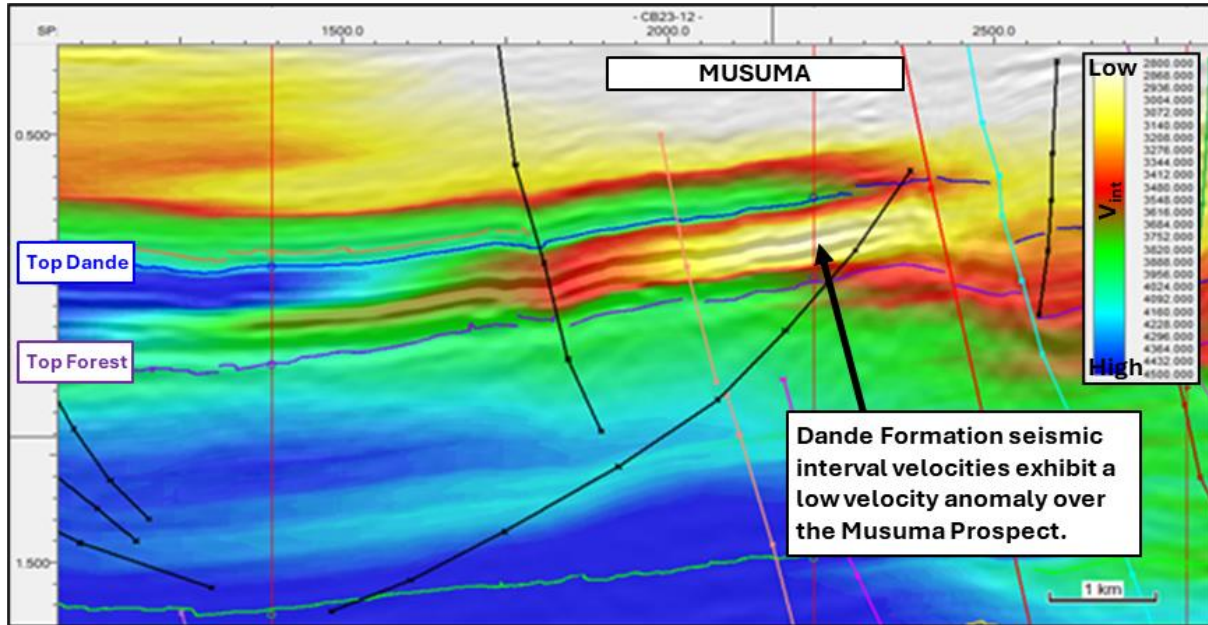 - CB23-12 -
SP:
1500.0
2000.0
2500.0
MUSUMA
Low
2800.000
2868.000
2936.000
3004.000
3072.000
3140.000
3208.000
3276.000
3344.000
3412.000
3480.000
3548.000
3616.000
3684.000
3752.000
3820.000
3888.000
3956.000
4024.000
4092.000
4160.000
4228.000
4296.000
4364.000
4432.000
4500.000
Vint
High
0.500
Top Dande
Top Forest
Dande Formation seismic
interval velocities exhibit a
low velocity anomaly over
the Musuma Prospect.
1.500
1 km